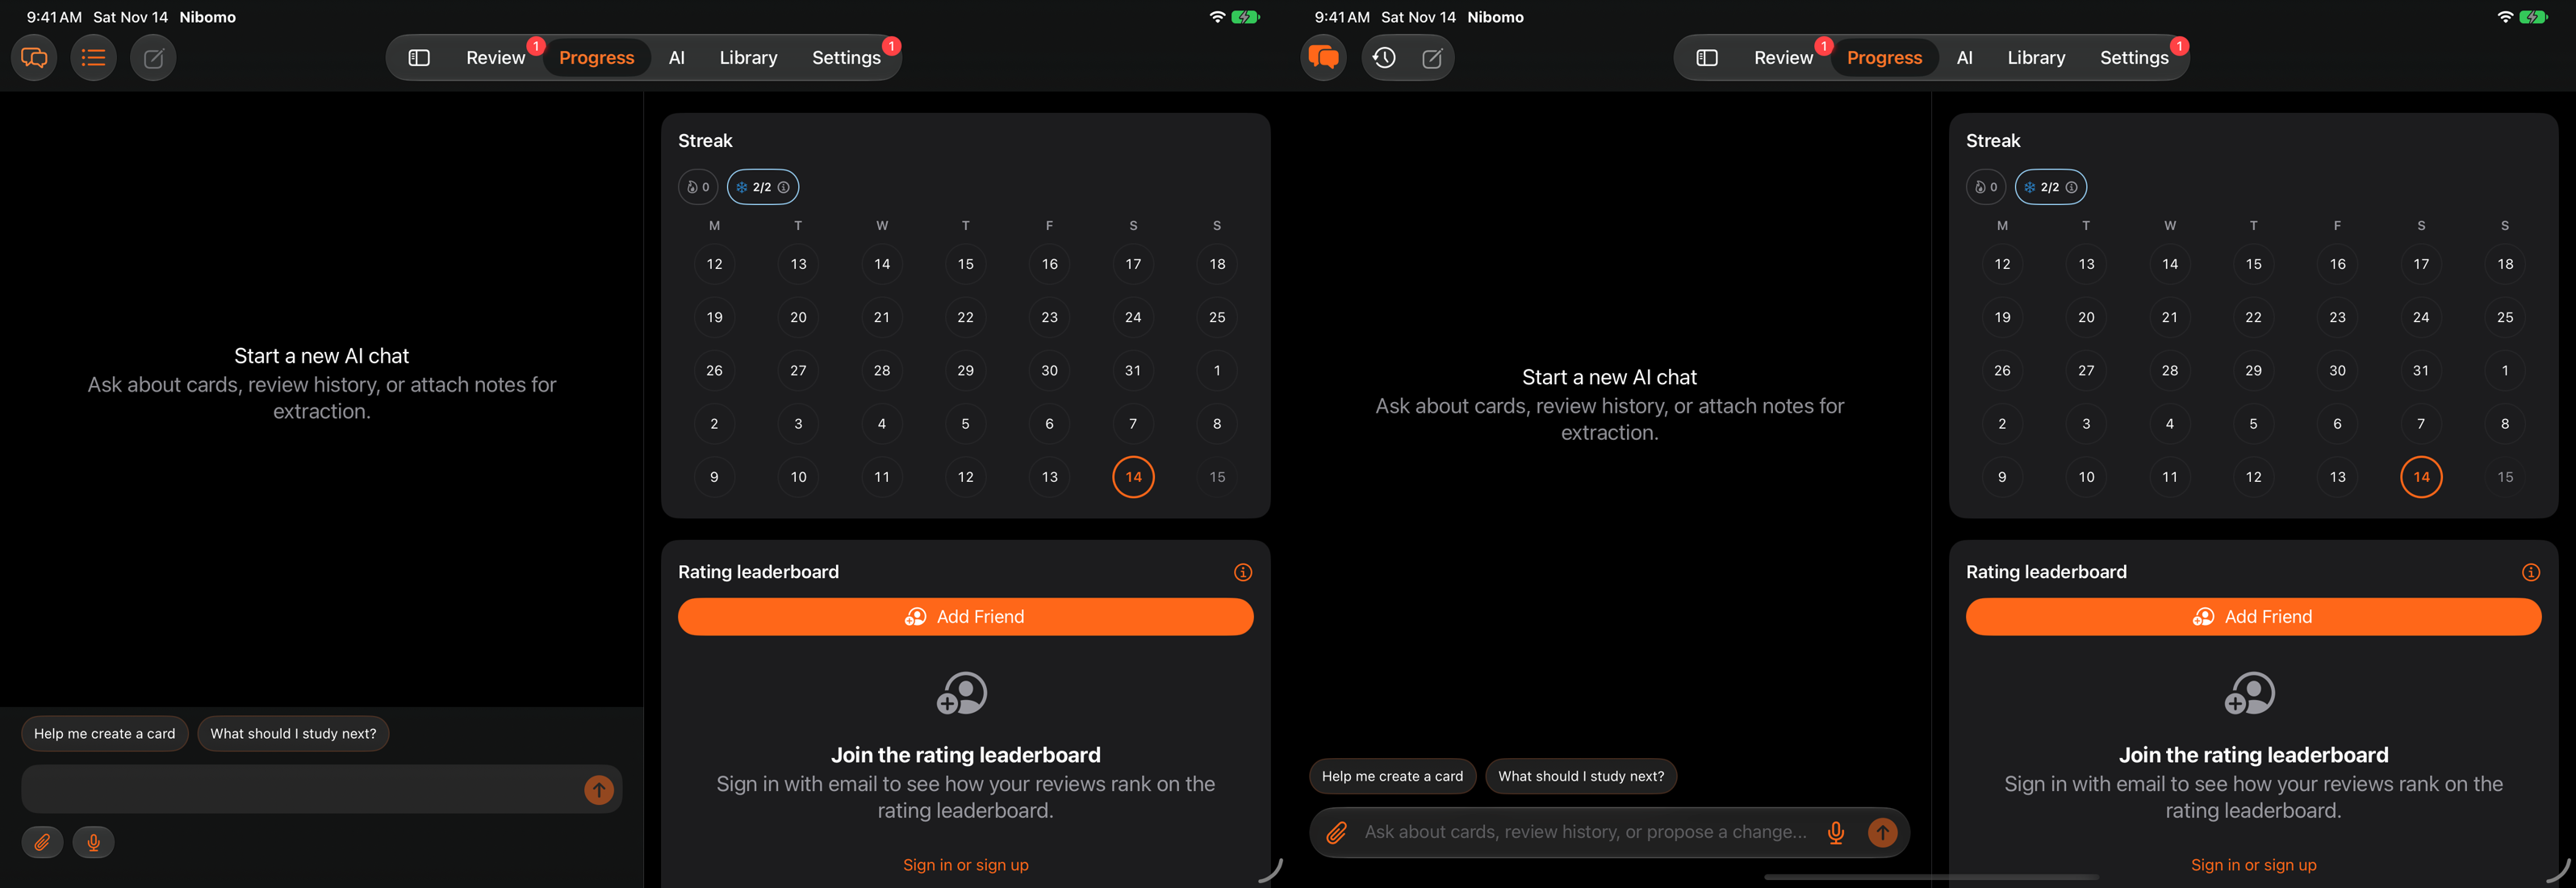 9:41 AM Sat Nov 14 Nibomo
Review 1 Progress AI Library Settings 1
Start a new AI chat
Ask about cards, review history, or attach notes for
extraction.
Help me create a card What should I study next?
Streak
0 2/2
M T W T F S S
12 13 14 15 16 17 18
19 20 21 22 23 24 25
26 27 28 29 30 31 1
2 3 4 5 6 7 8
9 10 11 12 13 14 15
Rating leaderboard
Add Friend
Join the rating leaderboard
Sign in with email to see how your reviews rank on the
rating leaderboard.
Sign in or sign up
9:41 AM Sat Nov 14 Nibomo
Review 1 Progress AI Library Settings 1
Start a new AI chat
Ask about cards, review history, or attach notes for
extraction.
Help me create a card What should I study next?
Ask about cards, review history, or propose a change...
Streak
0 2/2
M T W T F S S
12 13 14 15 16 17 18
19 20 21 22 23 24 25
26 27 28 29 30 31 1
2 3 4 5 6 7 8
9 10 11 12 13 14 15
Rating leaderboard
Add Friend
Join the rating leaderboard
Sign in with email to see how your reviews rank on the
rating leaderboard.
Sign in or sign up